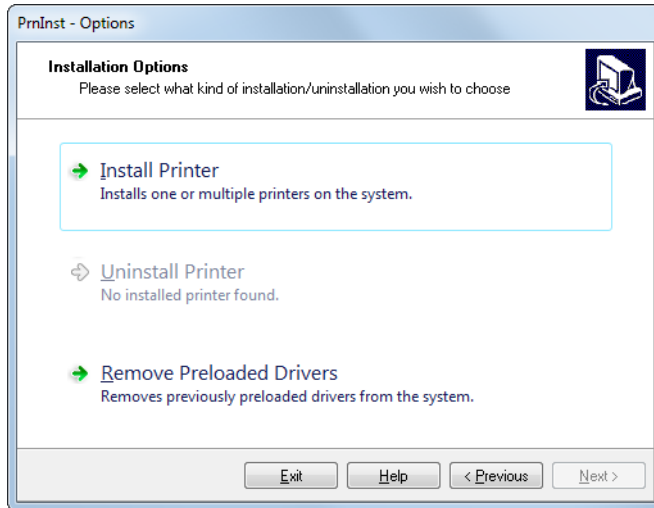 PrnInst - Options
Installation Options
Please select what kind of installation/uninstallation you wish to choose
Install Printer
Installs one or multiple printers on the system.
Uninstall Printer
No installed printer found.
Remove Preloaded Drivers
Removes previously preloaded drivers from the system.
Exit Help < Previous Next >